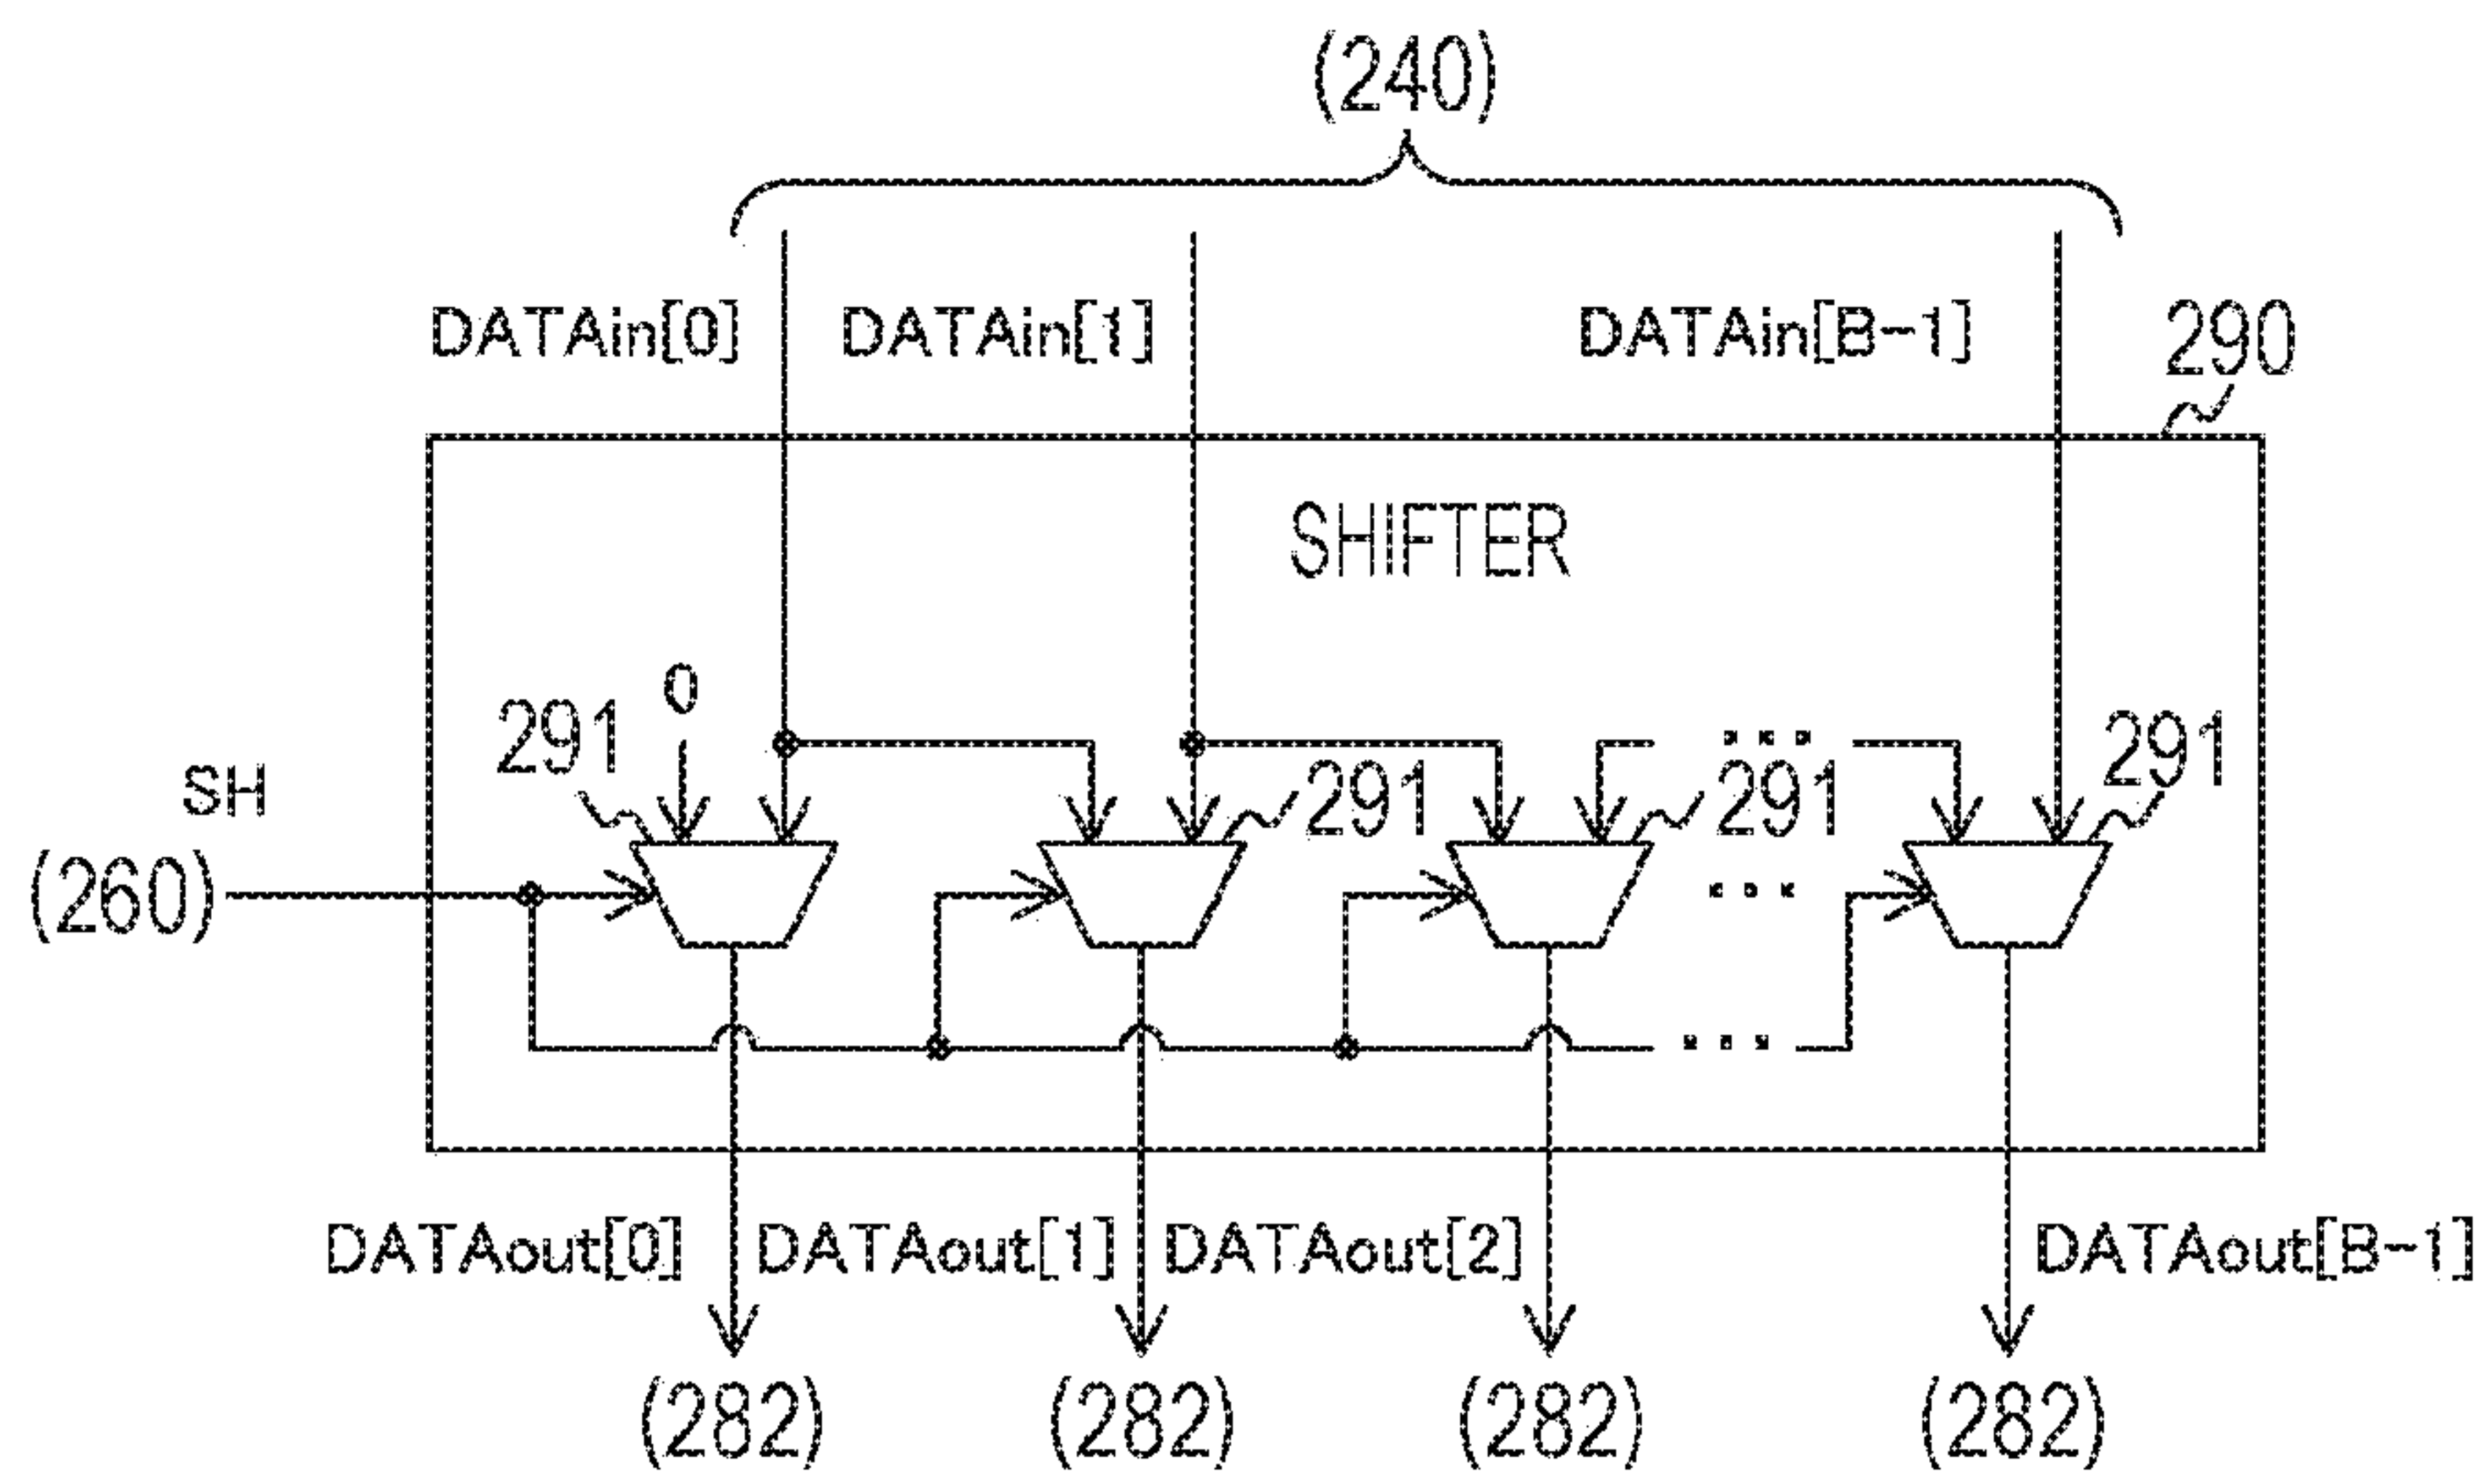 (240)
DATAin[0] DATAin[1] DATAin[B-1] 290
SHIFTER
0
291 ... 291
SH 291 291
(260) ...
...
DATAout[0] DATAout[1] DATAout[2] DATAout[B-1]
(282) (282) (282) (282)